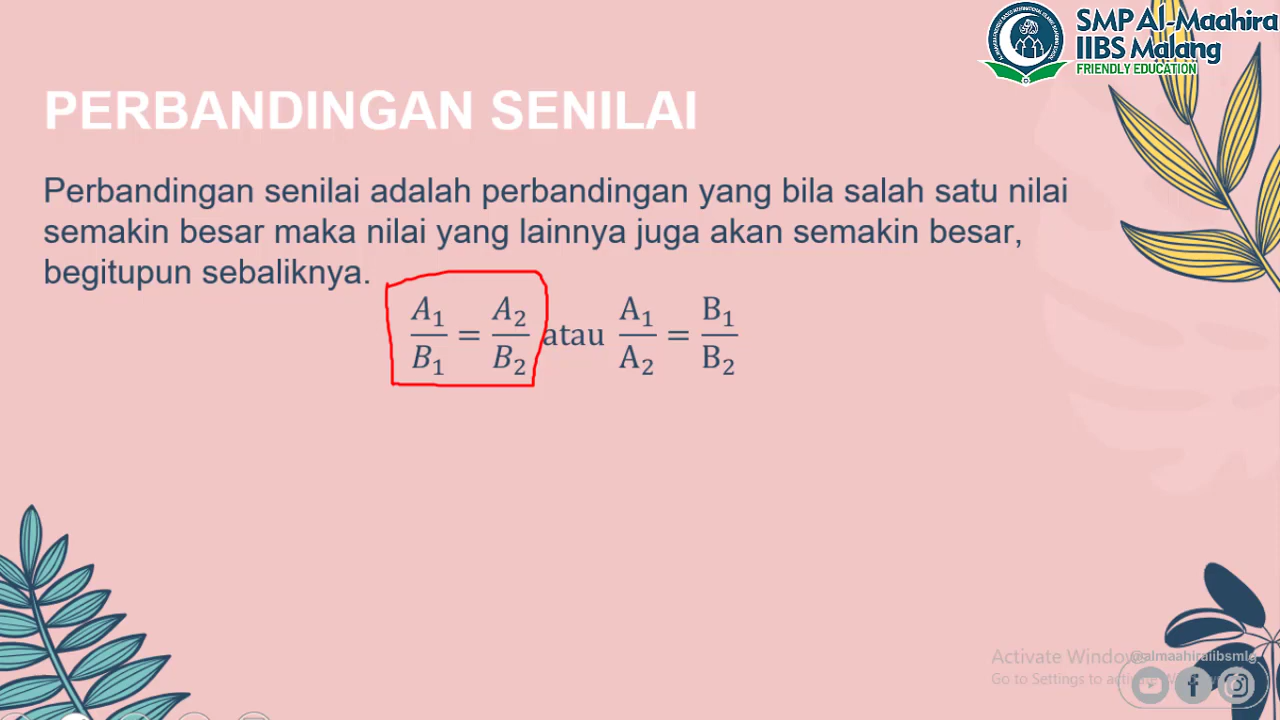 SMP Al-Maahira
IIBS Malang
FRIENDLY EDUCATION
PERBANDINGAN SENILAI
Perbandingan senilai adalah perbandingan yang bila salah satu nilai
semakin besar maka nilai yang lainnya juga akan semakin besar,
begitupun sebaliknya.
A₁/B₁ = A₂/B₂ atau A₁/A₂ = B₁/B₂
Activate Windows
@almaahiraiibsmlg
Go to Settings to activate